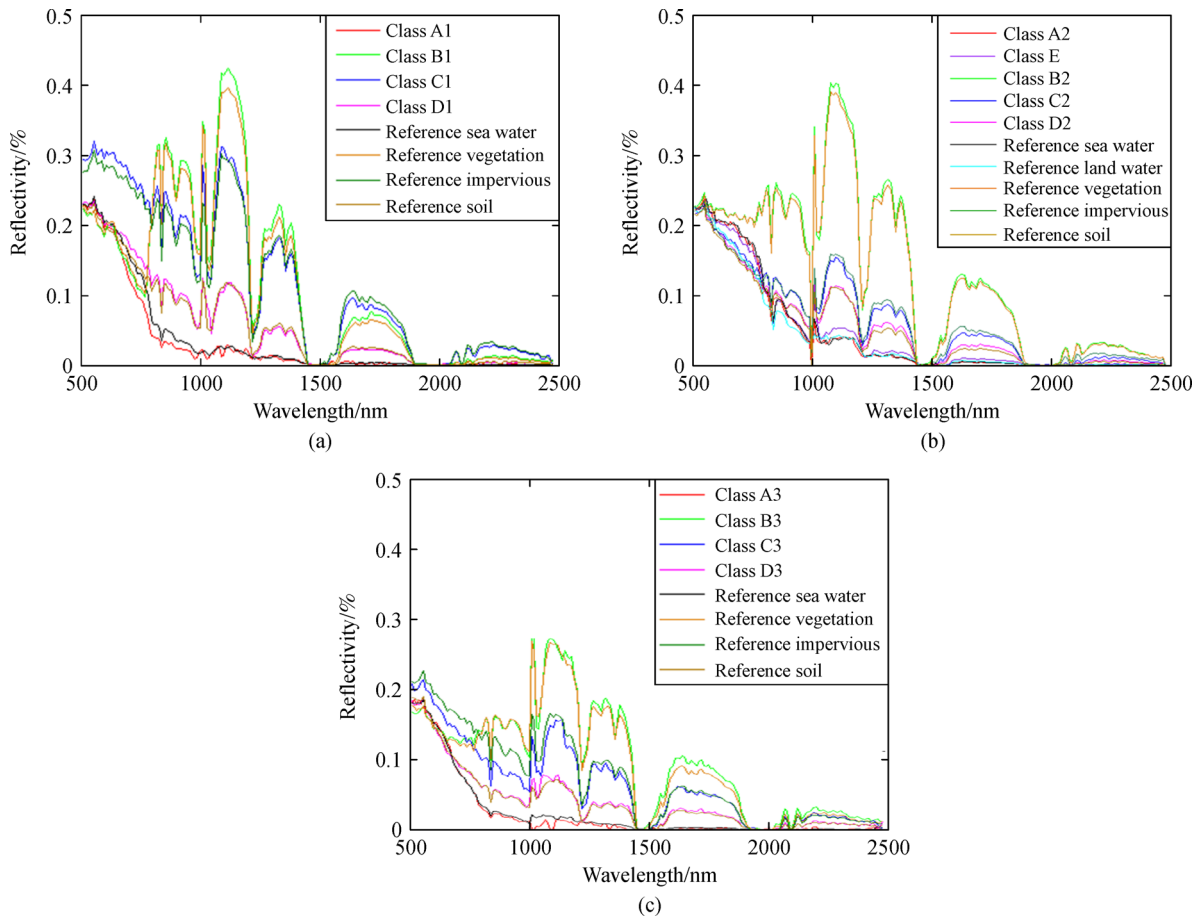 0.5
0.4
0.3
0.2
0.1
0
Reflectivity/%
500
1000
1500
2000
2500
Wavelength/nm
Class A1
Class B1
Class C1
Class D1
Reference sea water
Reference vegetation
Reference impervious
Reference soil
(a)
0.5
0.4
0.3
0.2
0.1
0
Reflectivity/%
500
1000
1500
2000
2500
Wavelength/nm
Class A2
Class E
Class B2
Class C2
Class D2
Reference sea water
Reference land water
Reference vegetation
Reference impervious
Reference soil
(b)
0.5
0.4
0.3
0.2
0.1
0
Reflectivity/%
500
1000
1500
2000
2500
Wavelength/nm
Class A3
Class B3
Class C3
Class D3
Reference sea water
Reference vegetation
Reference impervious
Reference soil
(c)